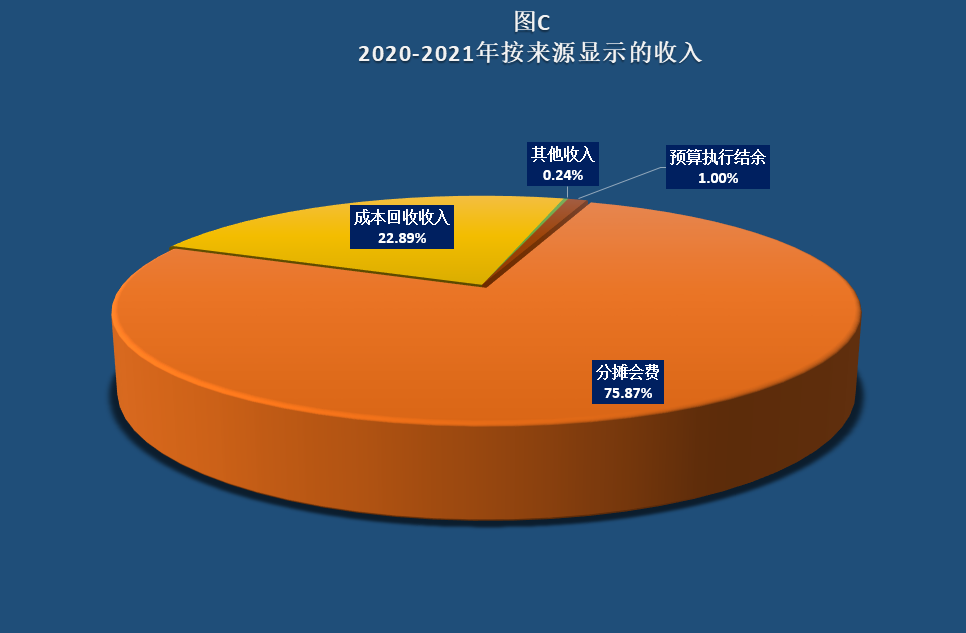 图C
2020-2021年按来源显示的收入
其他收入
0.24%
预算执行结余
1.00%
成本回收收入
22.89%
分摊会费
75.87%